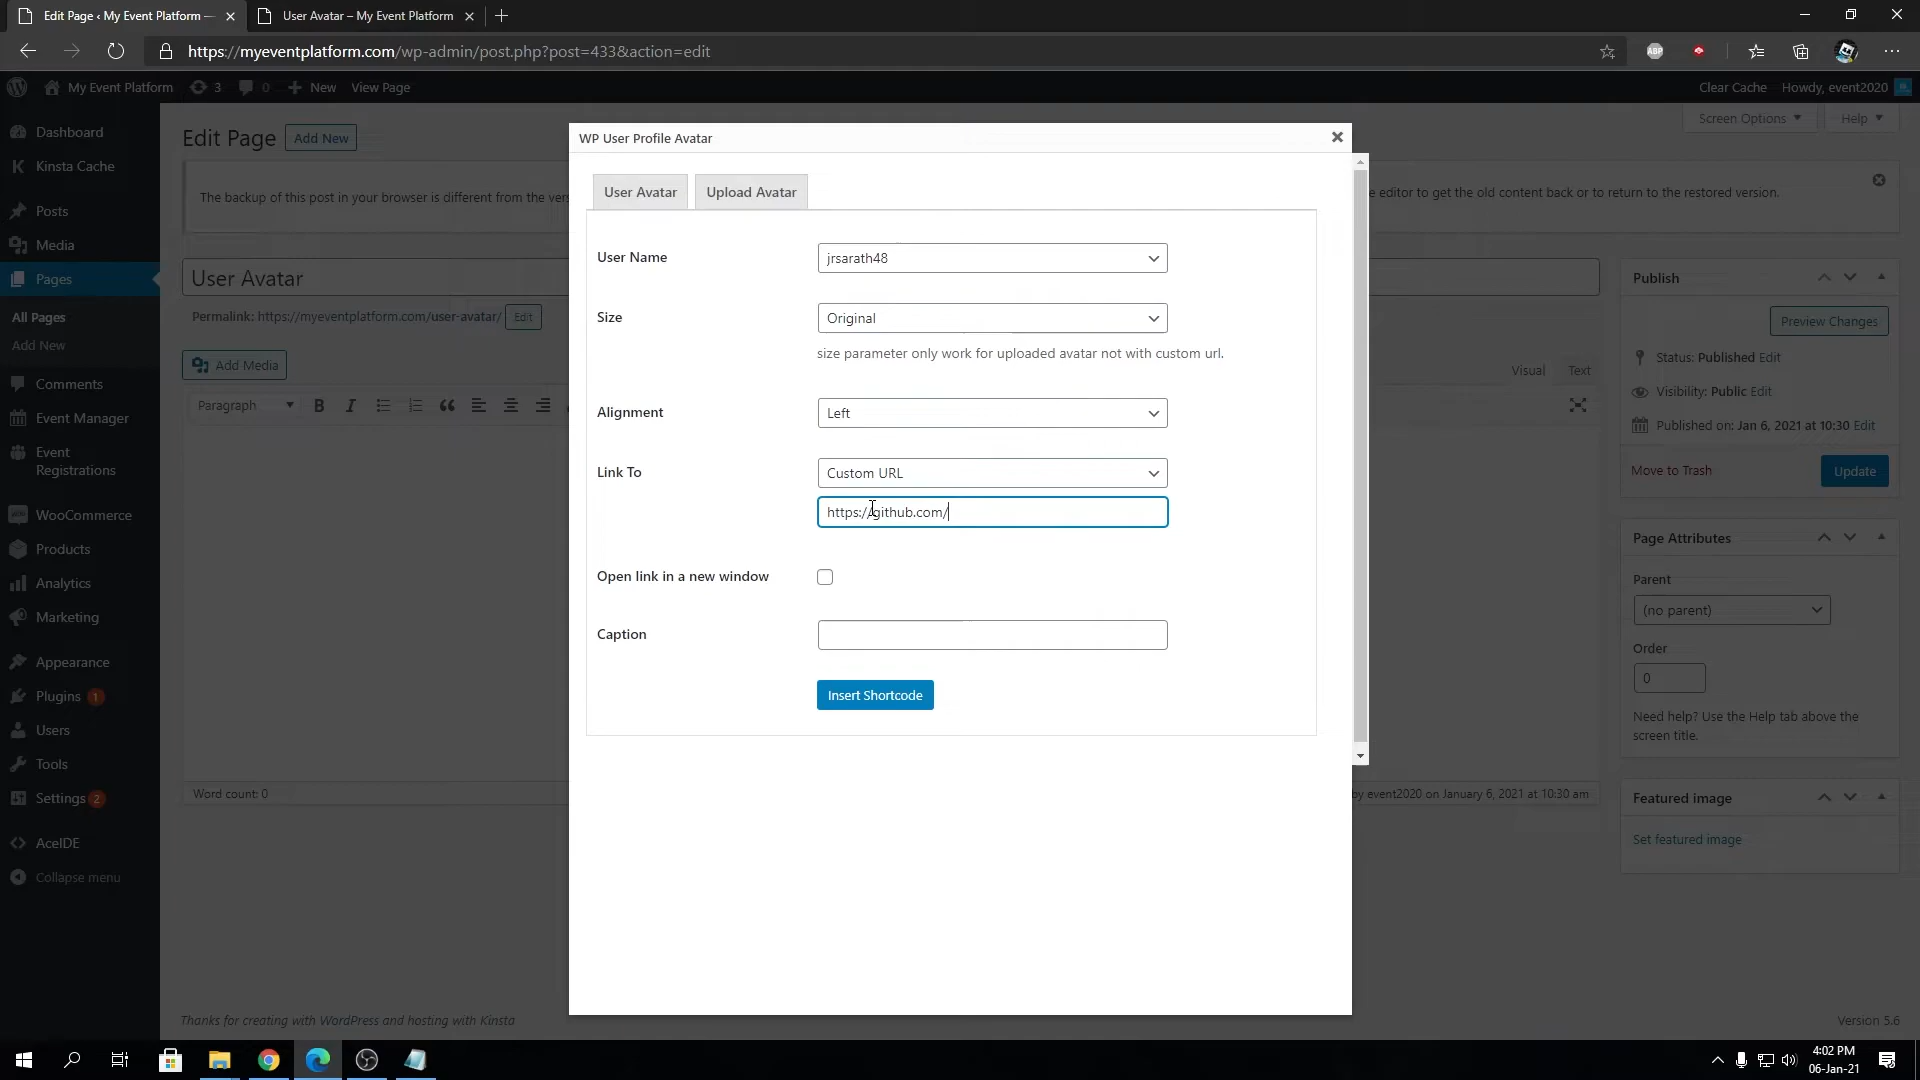 Edit Page ‹ My Event Platform —
User Avatar – My Event Platform
https://myeventplatform.com/wp-admin/post.php?post=433&action=edit
ABP
My Event Platform
3
0
New
View Page
Clear Cache
Howdy, event2020
Dashboard
Kinsta Cache
Posts
Media
Pages
All Pages
Add New
Comments
Event Manager
Event
Registrations
WooCommerce
Products
Analytics
Marketing
Appearance
Plugins 1
Users
Tools
Settings 2
AceIDE
Collapse menu
Edit Page
Add New
Screen Options
Help
The backup of this post in your browser is different from the
editor to get the old content back or to return to the restored version.
User Avatar
Permalink: https://myeventplatform.com/user-avatar/ Edit
Add Media
Visual
Text
Paragraph
Word count: 0
by event2020 on January 6, 2021 at 10:30 am
WP User Profile Avatar
User Avatar
Upload Avatar
User Name
jrsarath48
Size
Original
size parameter only work for uploaded avatar not with custom url.
Alignment
Left
Link To
Custom URL
https://github.com/
Open link in a new window
Caption
Insert Shortcode
Publish
Preview Changes
Status: Published Edit
Visibility: Public Edit
Published on: Jan 6, 2021 at 10:30 Edit
Move to Trash
Update
Page Attributes
Parent
(no parent)
Order
0
Need help? Use the Help tab above the
screen title.
Featured image
Set featured image
Thanks for creating with WordPress and hosting with Kinsta
Version 5.6
4:02 PM
06-Jan-21